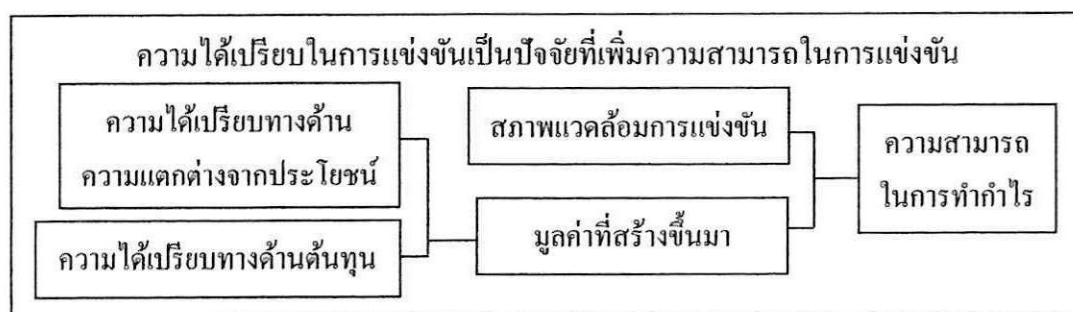 ความได้เปรียบในการแข่งขันเป็นปัจจัยที่เพิ่มความสามารถในการแข่งขัน
ความได้เปรียบทางด้าน
ความแตกต่างจากประโยชน์
ความได้เปรียบทางด้านต้นทุน
สภาพแวดล้อมการแข่งขัน
มูลค่าที่สร้างขึ้นมา
ความสามารถ
ในการทำกำไร